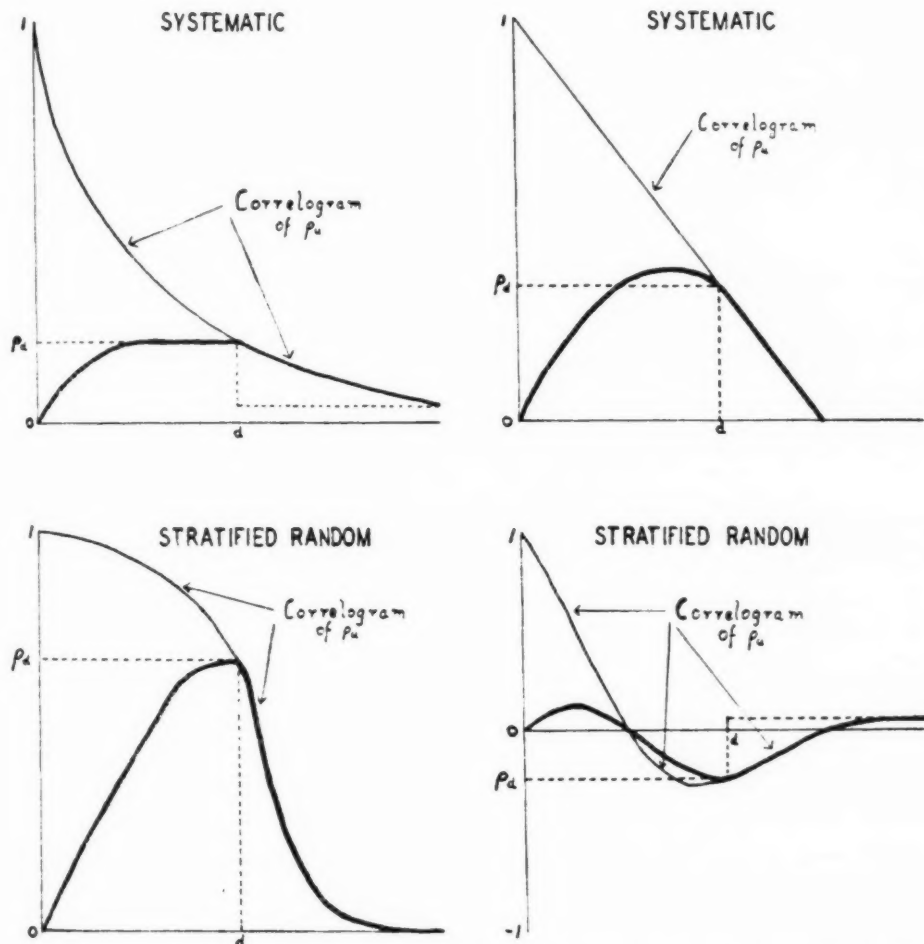 SYSTEMATIC
1
Correlogram
of ρu
ρd
0
d
SYSTEMATIC
1
Correlogram
of ρu
ρd
0
d
STRATIFIED RANDOM
1
Correlogram
of ρu
ρd
0
d
STRATIFIED RANDOM
1
Correlogram
of ρu
0
d
ρd
-1